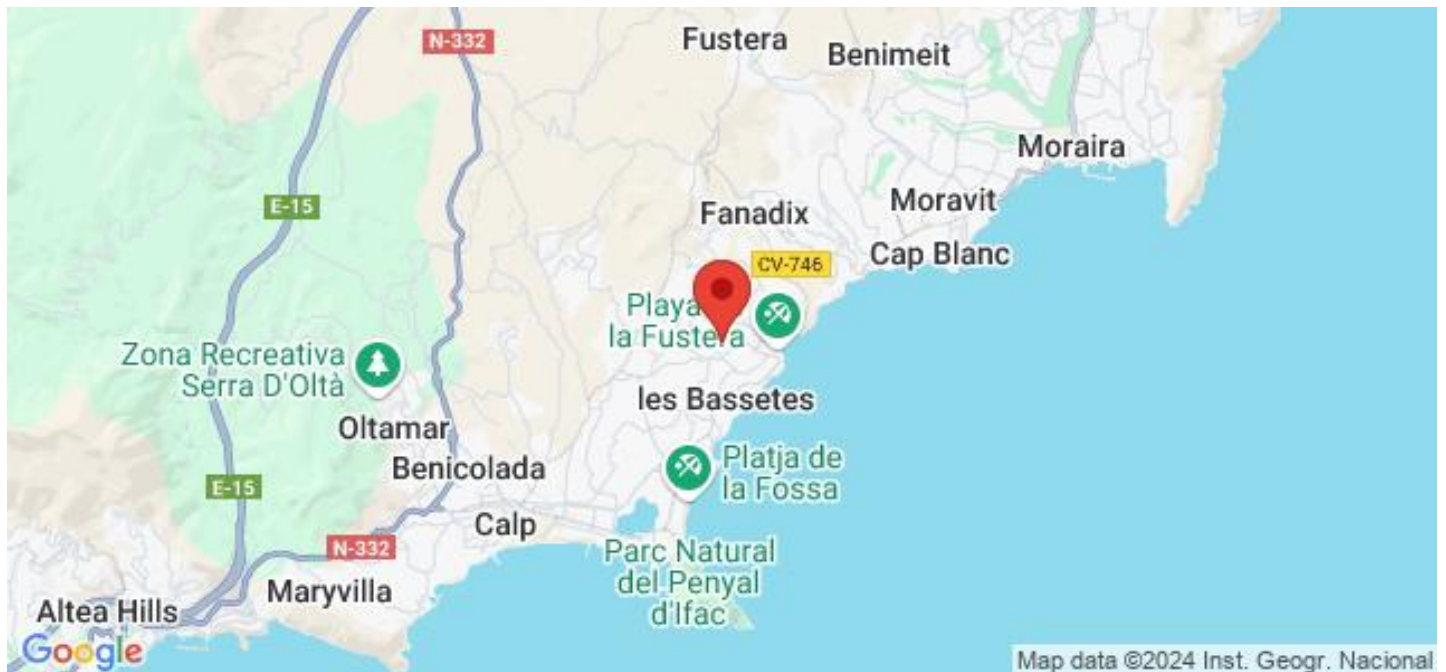 N-332
Fustera
Benimeit
Moraira
E-15
Fanadix
Moravit
Cap Blanc
CV-746
Playa
la Fustera
Zona Recreativa
Serra D'Oltà
les Bassetes
Oltamar
Benicolada
Platja de
la Fossa
E-15
Calp
N-332
Parc Natural
del Penyal
d'Ifac
Maryvilla
Altea Hills
Google
Map data ©2024 Inst. Geogr. Nacional